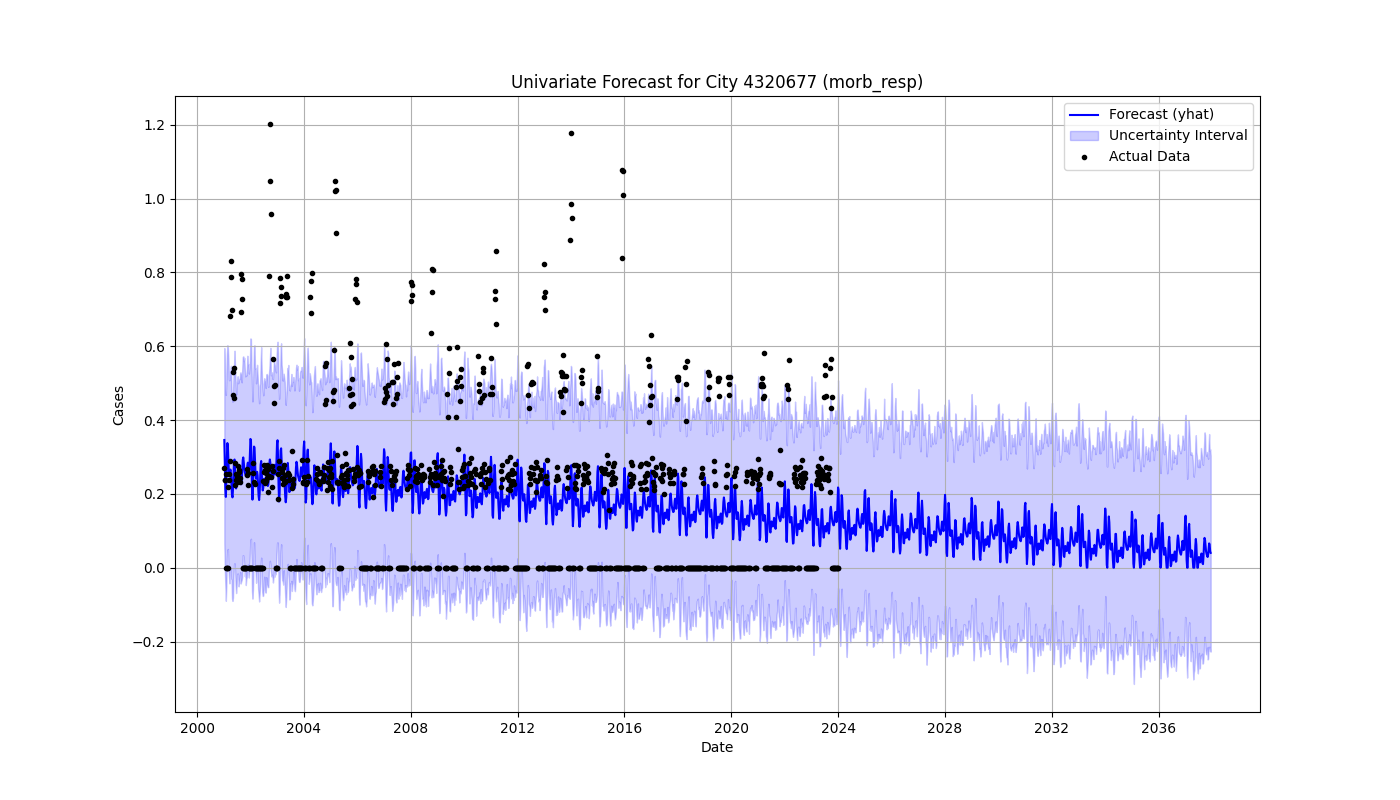 Univariate Forecast for City 4320677 (morb_resp)
Forecast (yhat)
Uncertainty Interval
Actual Data
Cases
1.2
1.0
0.8
0.6
0.4
0.2
0.0
−0.2
2000 2004 2008 2012 2016 2020 2024 2028 2032 2036
Date